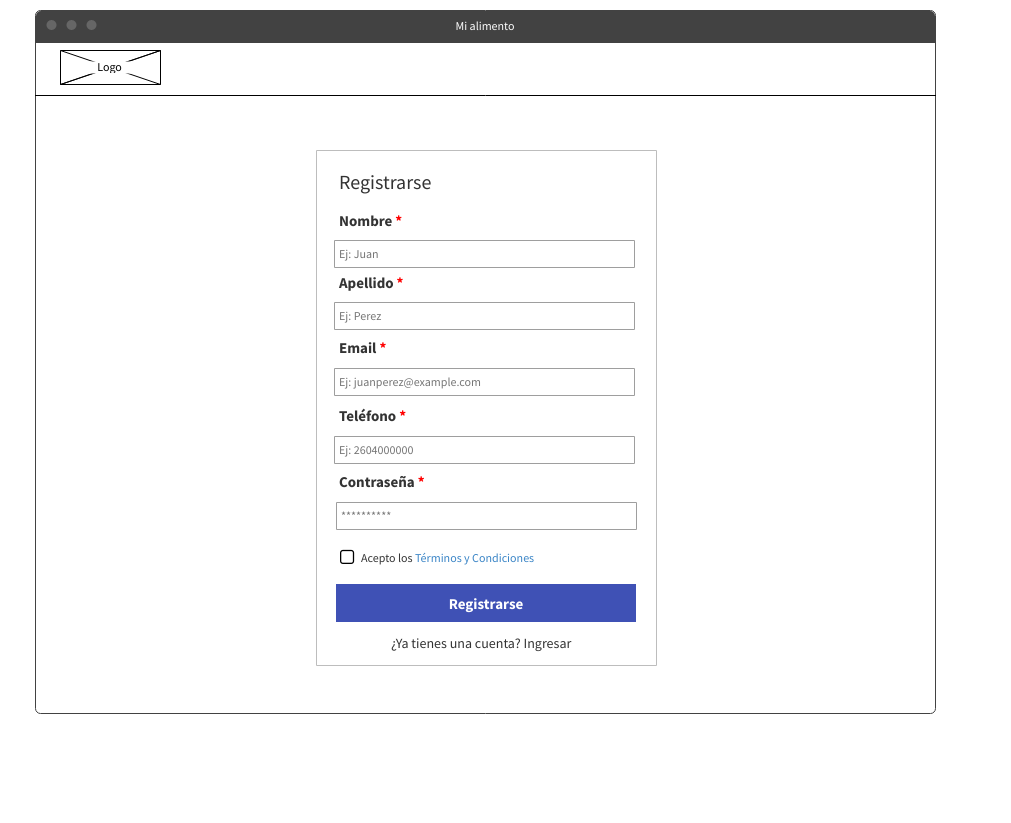 Mi alimento
Logo
Registrarse
Nombre *
Ej: Juan
Apellido *
Ej: Perez
Email *
Ej: juanperez@example.com
Teléfono *
Ej: 2604000000
Contraseña *
**********
Acepto los Términos y Condiciones
Registrarse
¿Ya tienes una cuenta? Ingresar